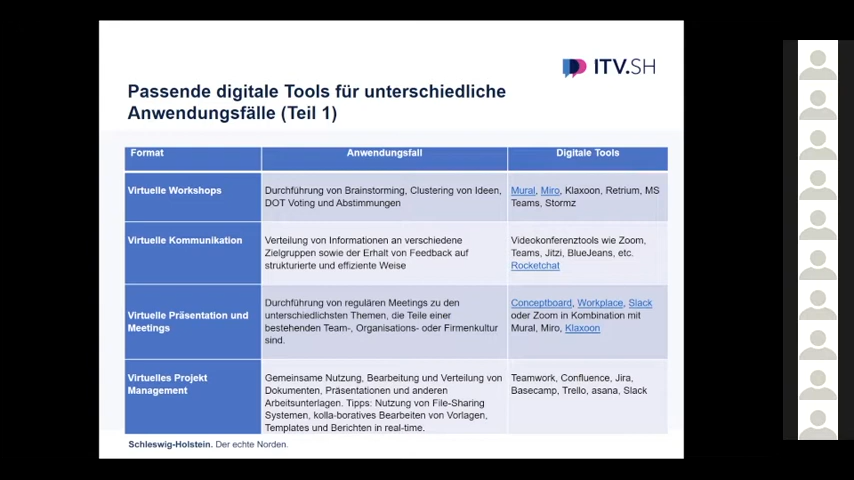 ITV.SH
Passende digitale Tools für unterschiedliche
Anwendungsfälle (Teil 1)
Format
Anwendungsfall
Digitale Tools
Virtuelle Workshops
Durchführung von Brainstorming, Clustering von Ideen,
DOT Voting und Abstimmungen
Mural, Miro, Klaxoon, Retrium, MS
Teams, Stormz
Virtuelle Kommunikation
Verteilung von Informationen an verschiedene
Zielgruppen sowie der Erhalt von Feedback auf
strukturierte und effiziente Weise
Videokonferenztools wie Zoom,
Teams, Jitzi, BlueJeans, etc.
Rocketchat
Virtuelle Präsentation und
Meetings
Durchführung von regulären Meetings zu den
unterschiedlichsten Themen, die Teile einer
bestehenden Team-, Organisations- oder Firmenkultur
sind.
Conceptboard, Workplace, Slack
oder Zoom in Kombination mit
Mural, Miro, Klaxoon
Virtuelles Projekt
Management
Gemeinsame Nutzung, Bearbeitung und Verteilung von
Dokumenten, Präsentationen und anderen
Arbeitsunterlagen. Tipps: Nutzung von File-Sharing
Systemen, kolla-boratives Bearbeiten von Vorlagen,
Templates und Berichten in real-time.
Teamwork, Confluence, Jira,
Basecamp, Trello, asana, Slack
Schleswig-Holstein. Der echte Norden.